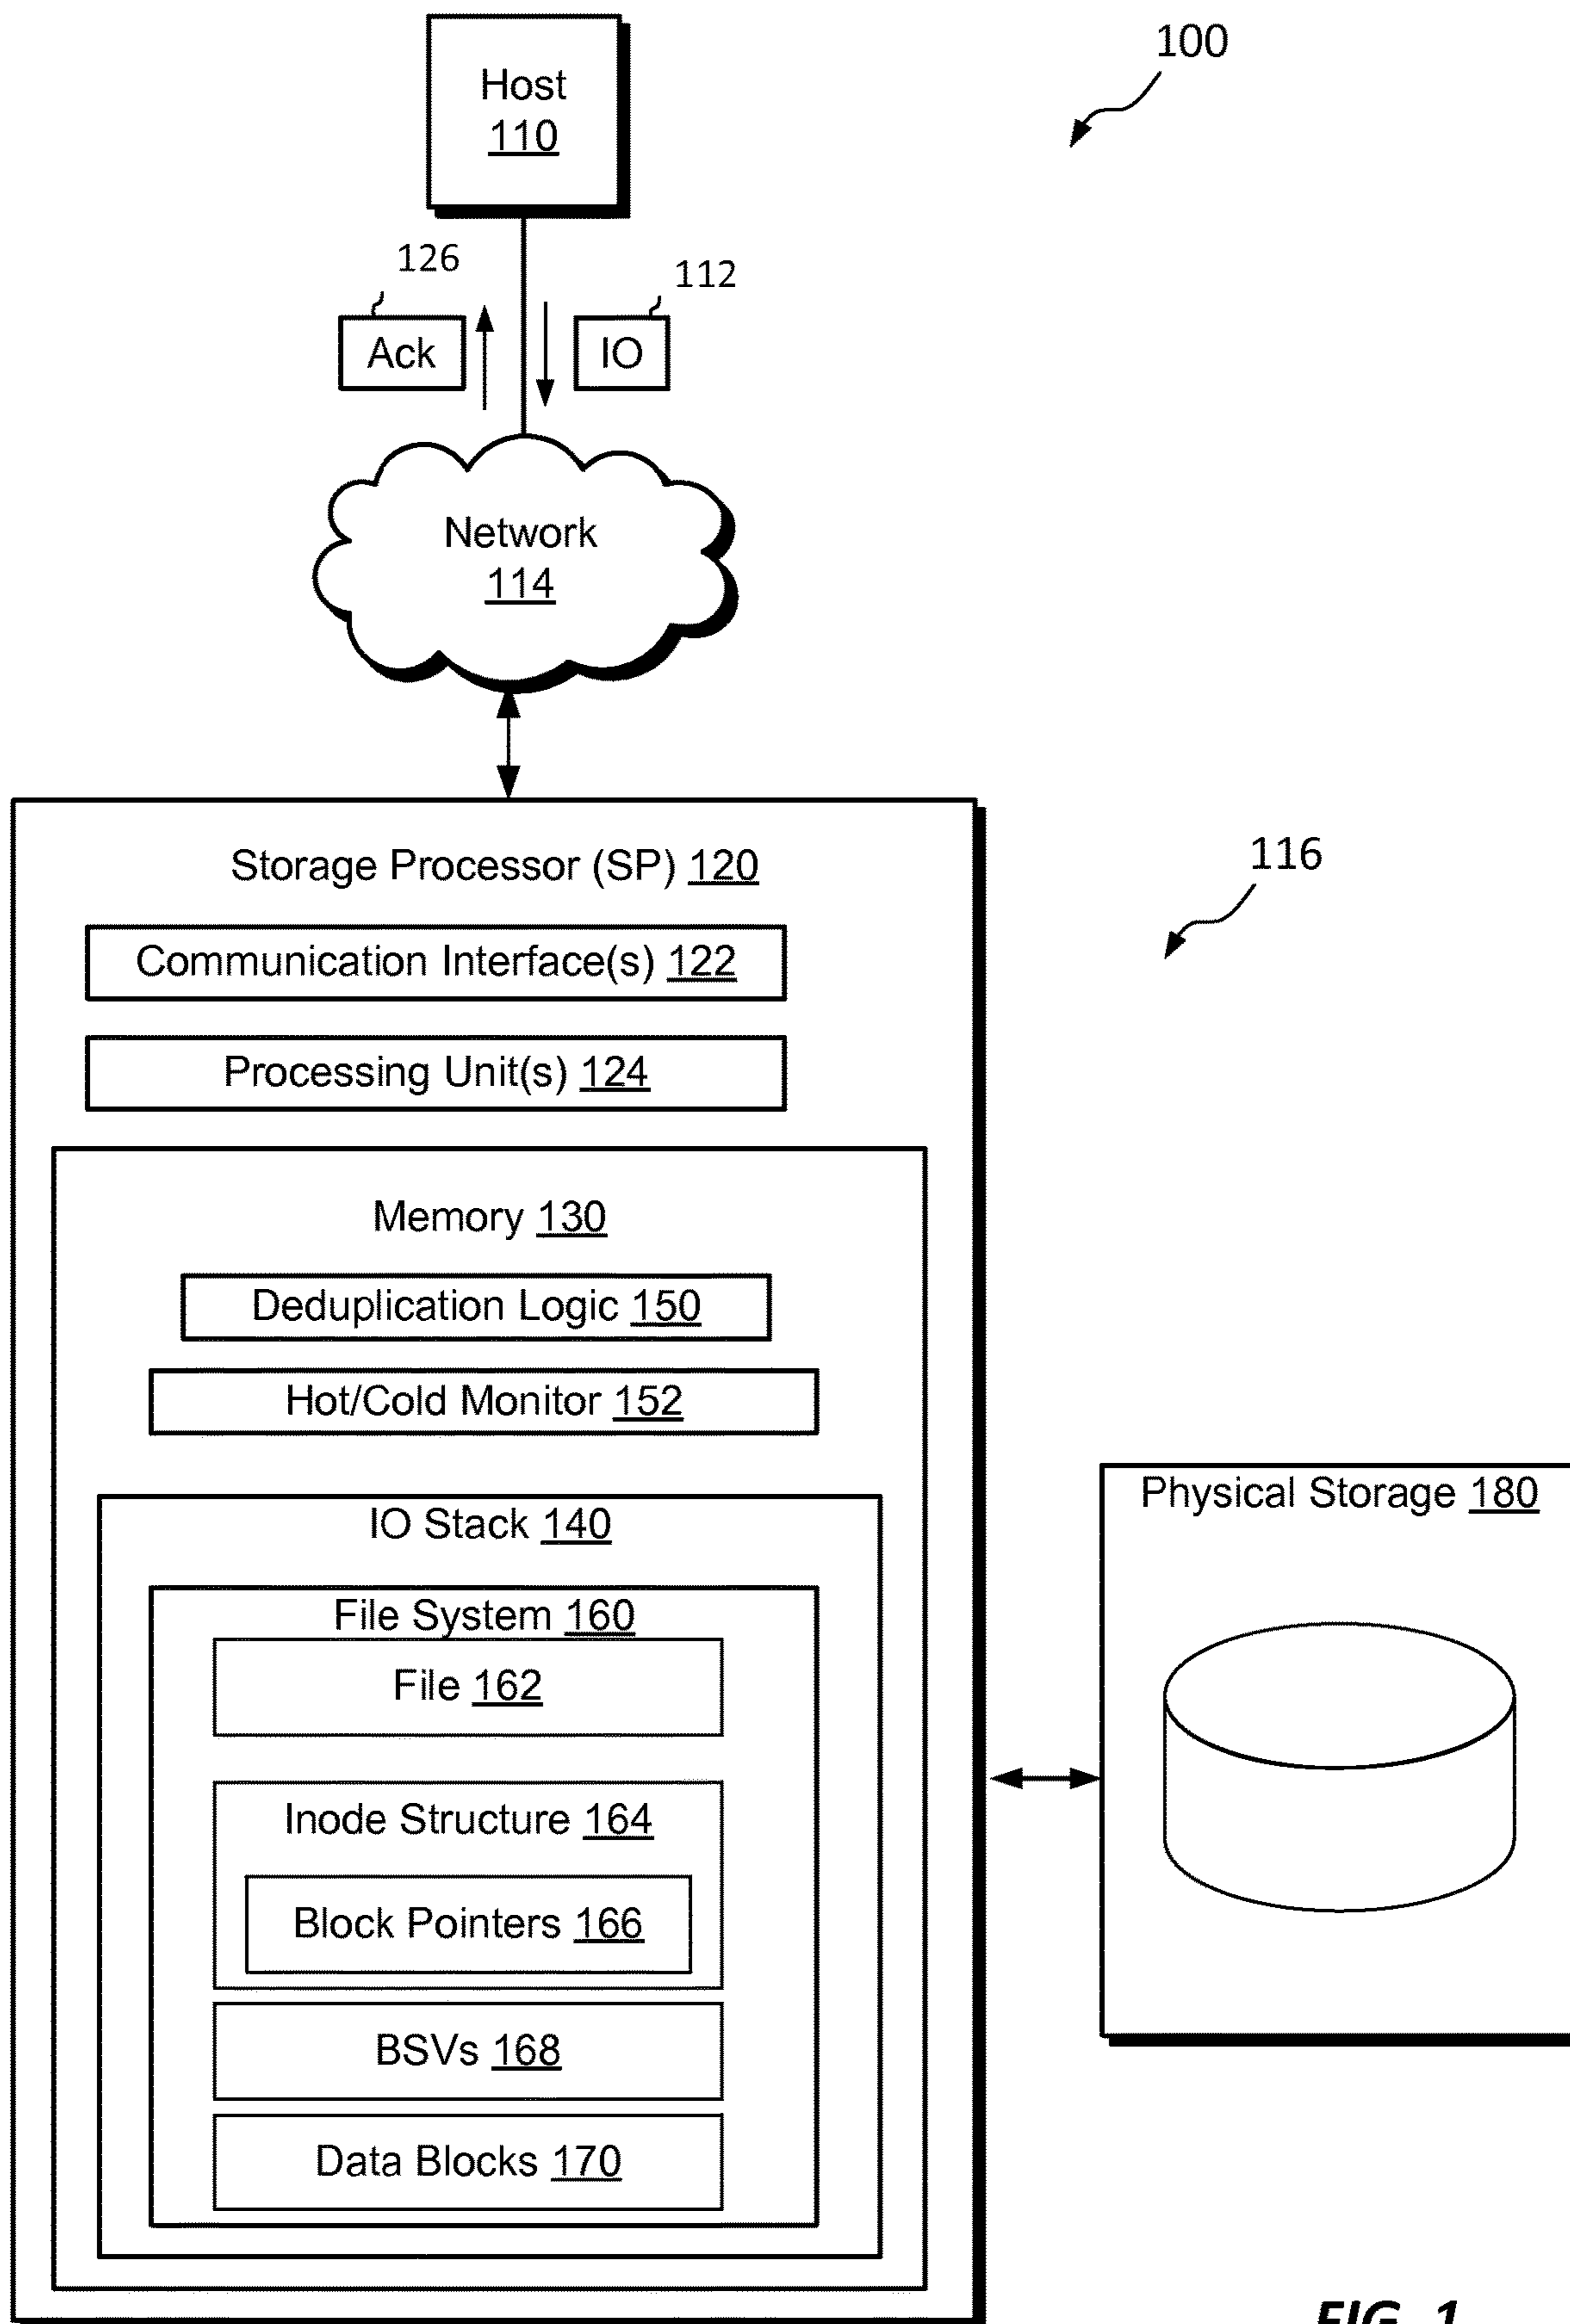 100
Host
110
126
112
Ack
IO
Network
114
Storage Processor (SP) 120
116
Communication Interface(s) 122
Processing Unit(s) 124
Memory 130
Deduplication Logic 150
Hot/Cold Monitor 152
IO Stack 140
Physical Storage 180
File System 160
File 162
Inode Structure 164
Block Pointers 166
BSVs 168
Data Blocks 170
FIG. 1